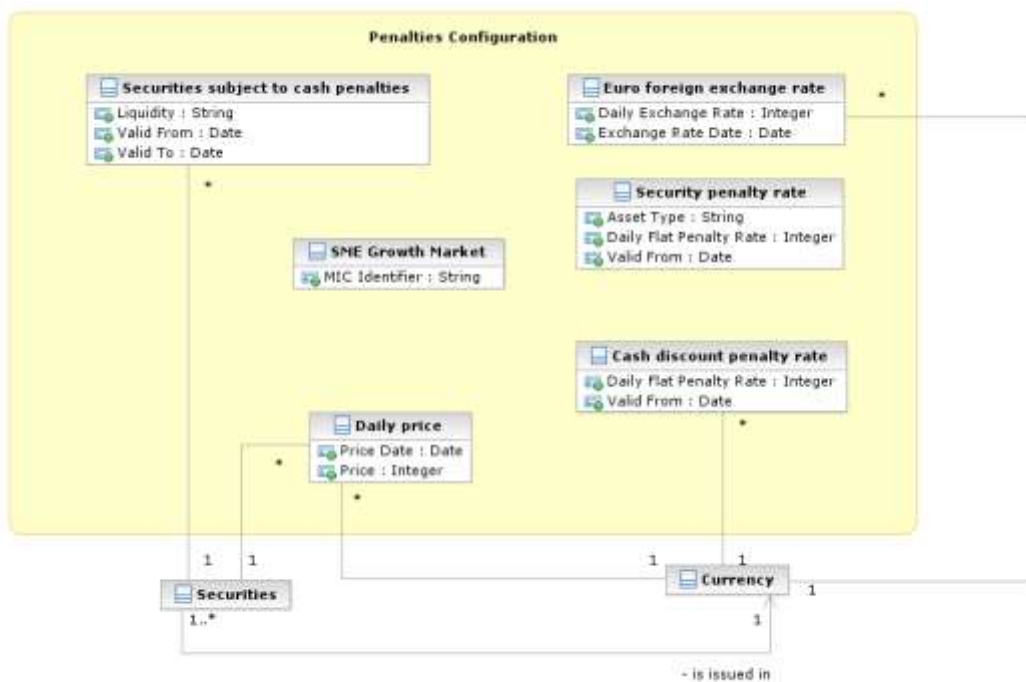 Penalties Configuration
Securities subject to cash penalties
Liquidity : String
Valid From : Date
Valid To : Date
*
Euro foreign exchange rate
Daily Exchange Rate : Integer
Exchange Rate Date : Date
*
Security penalty rate
Asset Type : String
Daily Flat Penalty Rate : Integer
Valid From : Date
SME Growth Market
MIC Identifier : String
Cash discount penalty rate
Daily Flat Penalty Rate : Integer
Valid From : Date
*
Daily price
Price Date : Date
Price : Integer
*
*
1
1
1
1
Securities
Currency
1
1..*
1
- is issued in